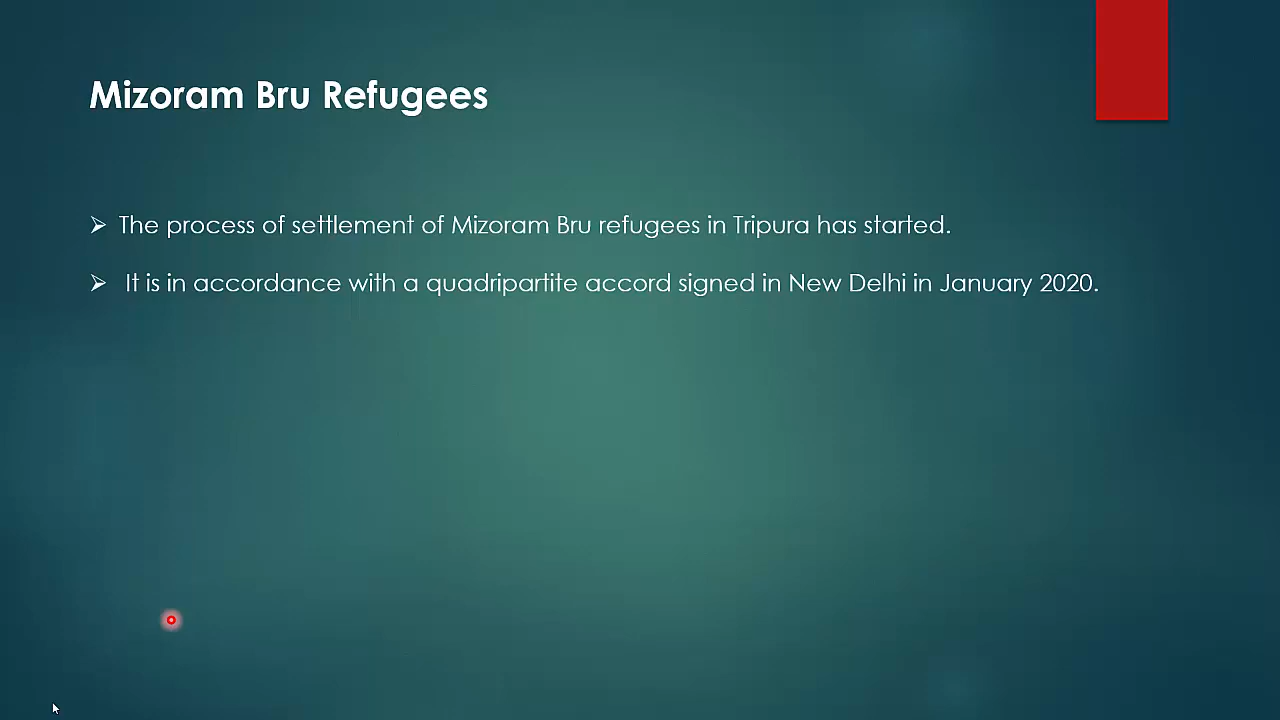 Mizoram Bru Refugees
➢ The process of settlement of Mizoram Bru refugees in Tripura has started.
➢ It is in accordance with a quadripartite accord signed in New Delhi in January 2020.